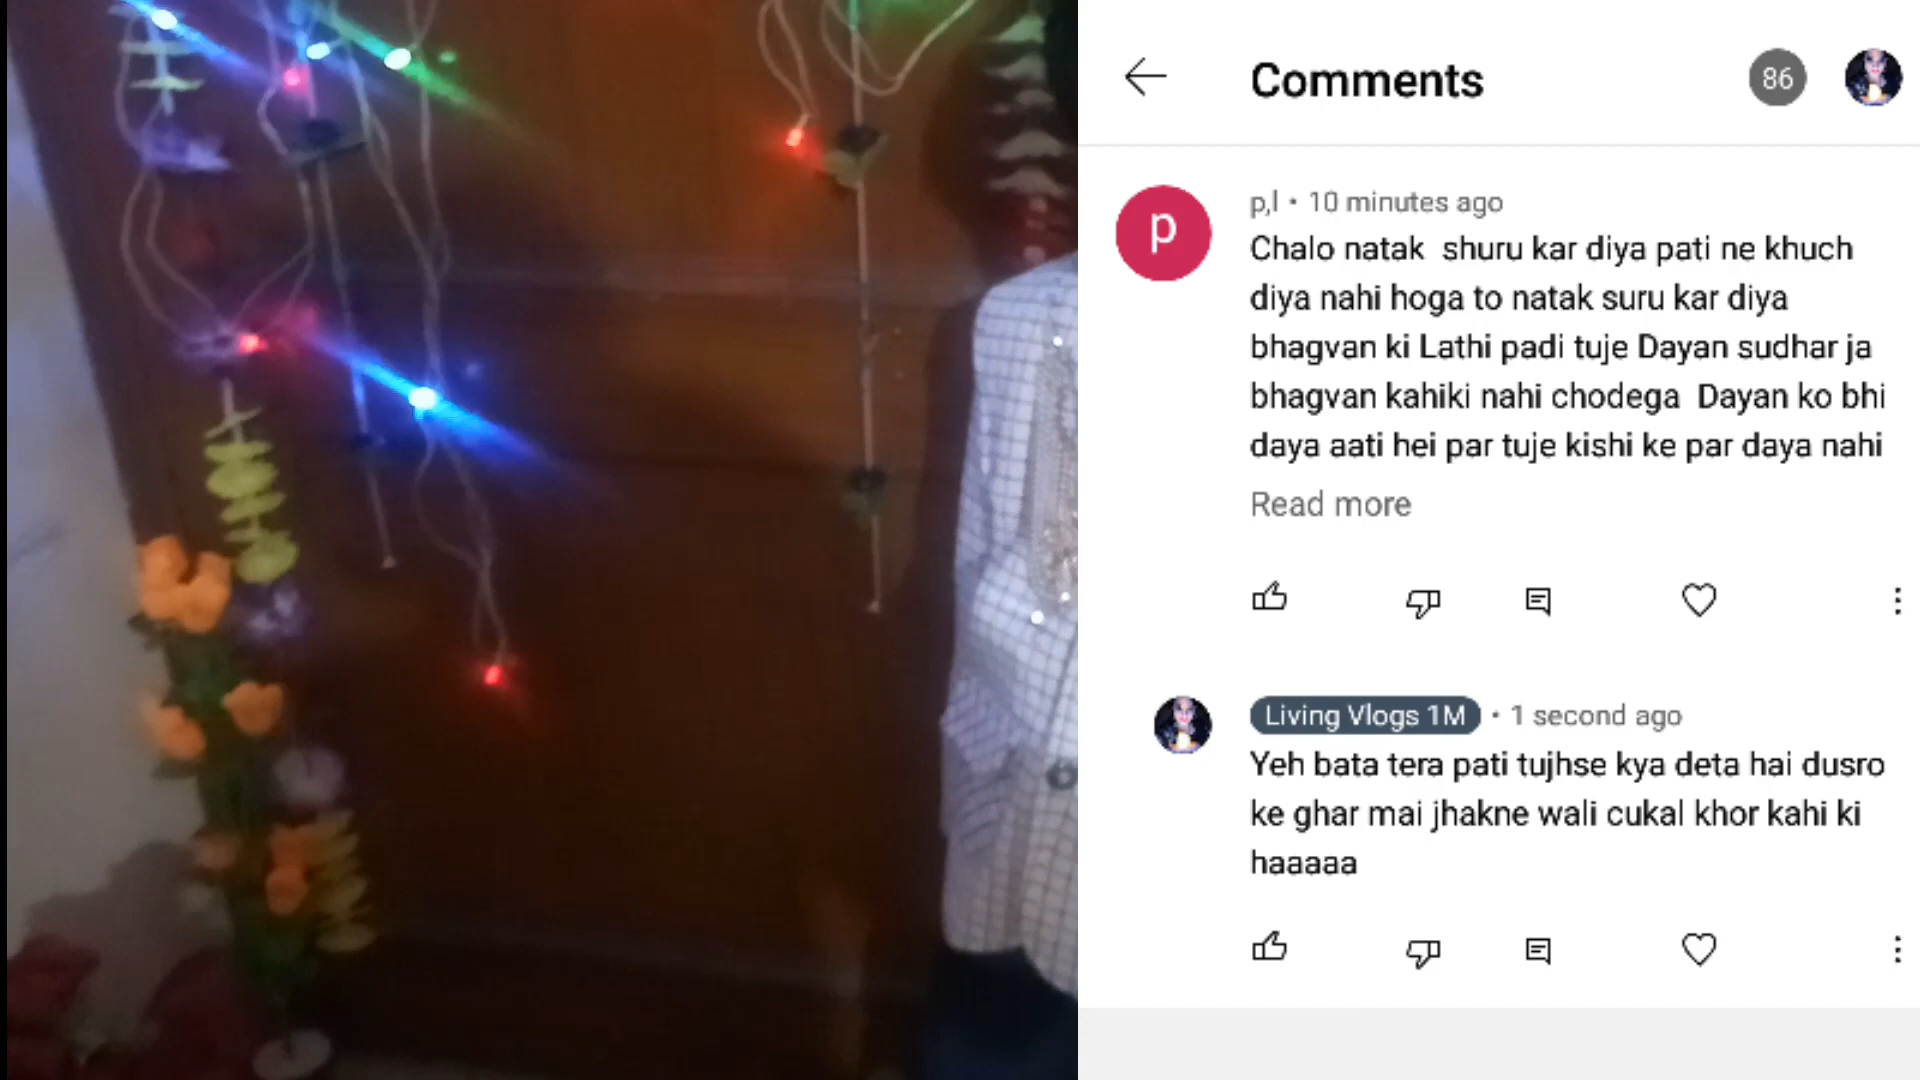 Comments
86
p
p,l • 10 minutes ago
Chalo natak shuru kar diya pati ne khuch
diya nahi hoga to natak suru kar diya
bhagvan ki Lathi padi tuje Dayan sudhar ja
bhagvan kahiki nahi chodega Dayan ko bhi
daya aati hei par tuje kishi ke par daya nahi
Read more
Living Vlogs 1M • 1 second ago
Yeh bata tera pati tujhse kya deta hai dusro
ke ghar mai jhakne wali cukal khor kahi ki
haaaaa